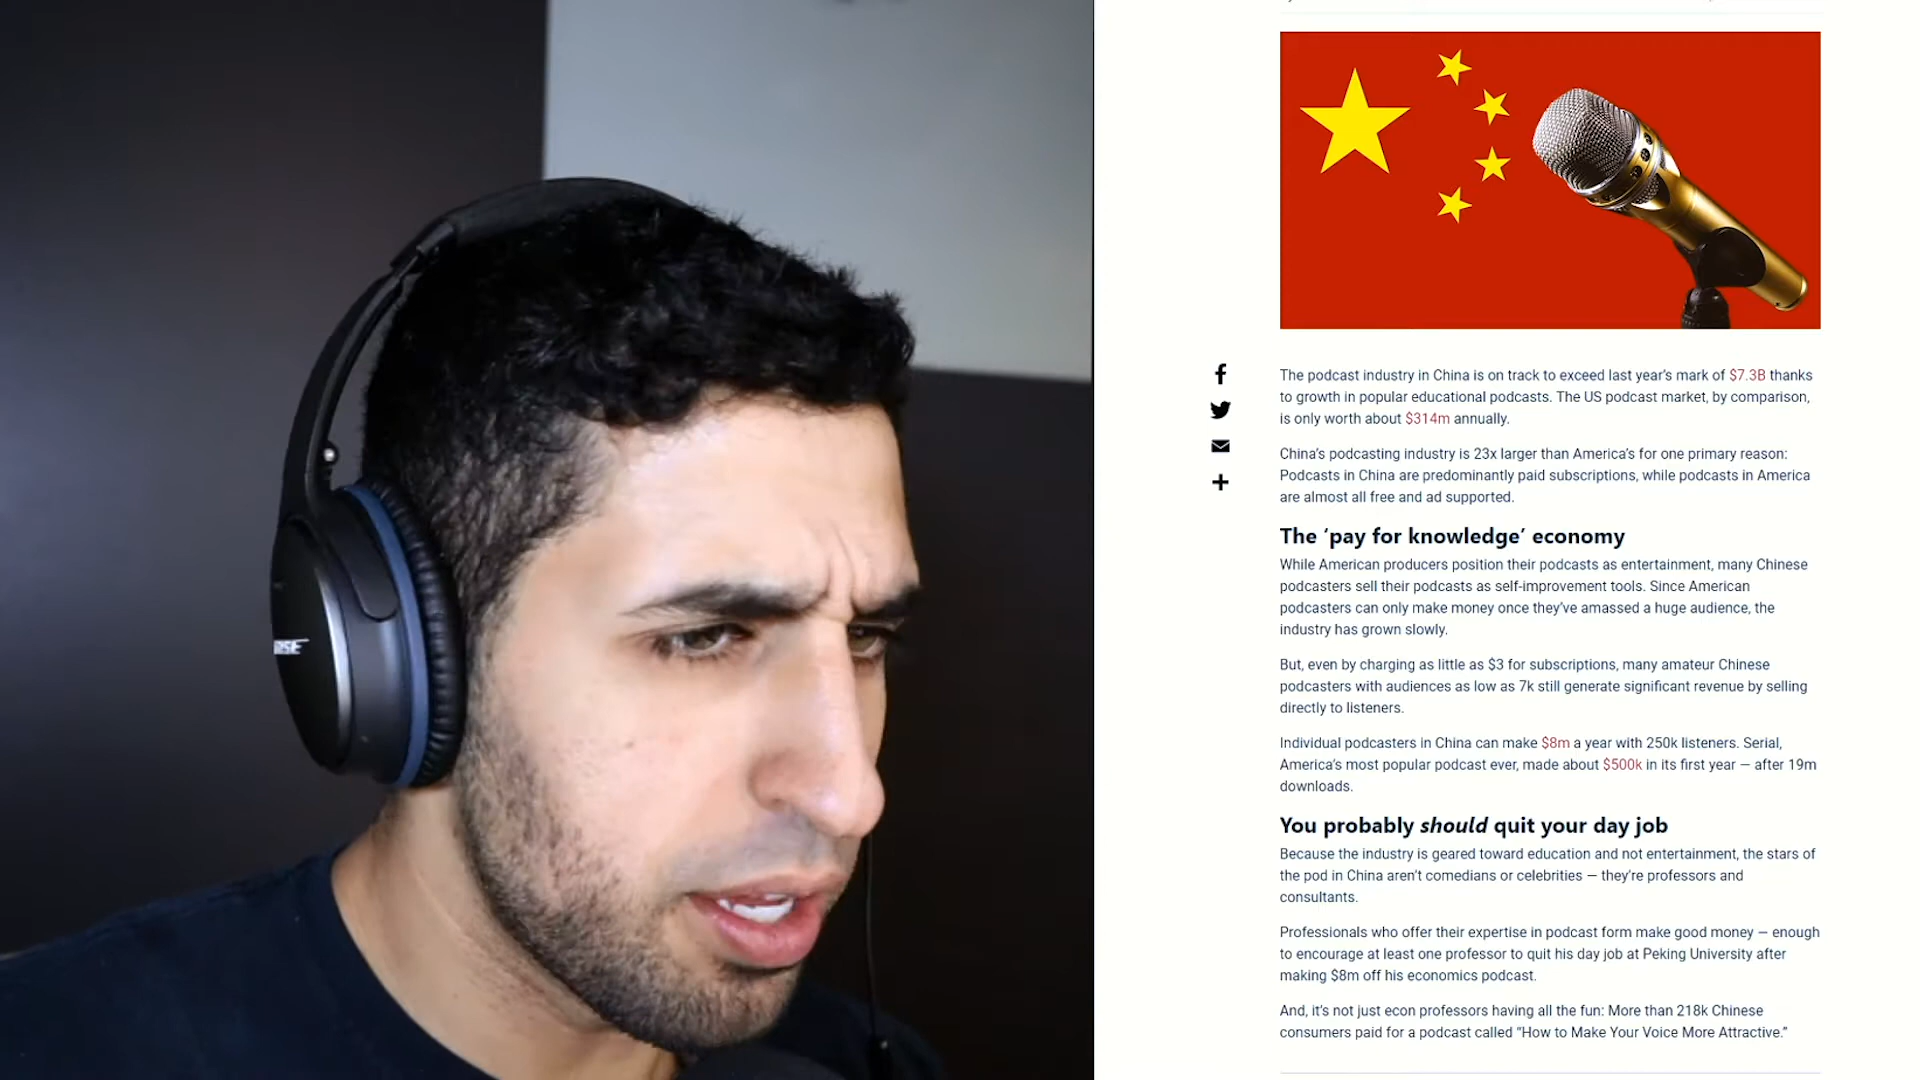 The podcast industry in China is on track to exceed last year's mark of $7.3B thanks
to growth in popular educational podcasts. The US podcast market, by comparison,
is only worth about $314m annually.
China's podcasting industry is 23x larger than America's for one primary reason:
Podcasts in China are predominantly paid subscriptions, while podcasts in America
are almost all free and ad supported.
The 'pay for knowledge' economy
While American producers position their podcasts as entertainment, many Chinese
podcasters sell their podcasts as self-improvement tools. Since American
podcasters can only make money once they've amassed a huge audience, the
industry has grown slowly.
But, even by charging as little as $3 for subscriptions, many amateur Chinese
podcasters with audiences as low as 7k still generate significant revenue by selling
directly to listeners.
Individual podcasters in China can make $8m a year with 250k listeners. Serial,
America's most popular podcast ever, made about $500k in its first year — after 19m
downloads.
You probably should quit your day job
Because the industry is geared toward education and not entertainment, the stars of
the pod in China aren't comedians or celebrities — they're professors and
consultants.
Professionals who offer their expertise in podcast form make good money — enough
to encourage at least one professor to quit his day job at Peking University after
making $8m off his economics podcast.
And, it's not just econ professors having all the fun: More than 218k Chinese
consumers paid for a podcast called “How to Make Your Voice More Attractive.”